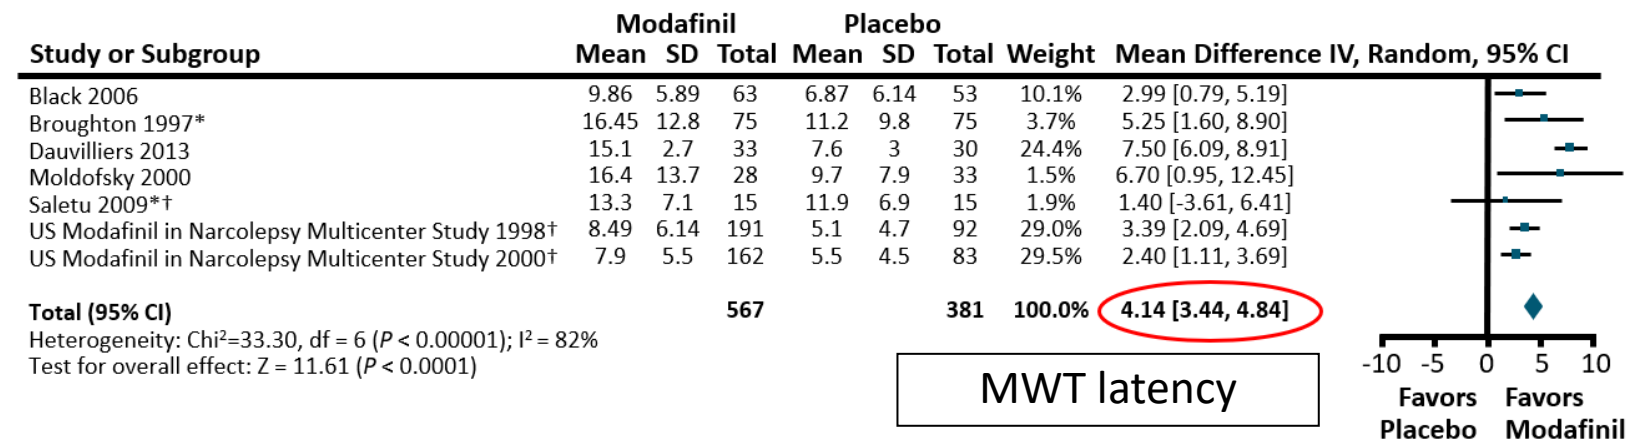 Modafinil Placebo
Study or Subgroup Mean SD Total Mean SD Total Weight Mean Difference IV, Random, 95% CI
Black 2006 9.86 5.89 63 6.87 6.14 53 10.1% 2.99 [0.79, 5.19]
Broughton 1997* 16.45 12.8 75 11.2 9.8 75 3.7% 5.25 [1.60, 8.90]
Dauvilliers 2013 15.1 2.7 33 7.6 3 30 24.4% 7.50 [6.09, 8.91]
Moldofsky 2000 16.4 13.7 28 9.7 7.9 33 1.5% 6.70 [0.95, 12.45]
Saletu 2009*† 13.3 7.1 15 11.9 6.9 15 1.9% 1.40 [-3.61, 6.41]
US Modafinil in Narcolepsy Multicenter Study 1998† 8.49 6.14 191 5.1 4.7 92 29.0% 3.39 [2.09, 4.69]
US Modafinil in Narcolepsy Multicenter Study 2000† 7.9 5.5 162 5.5 4.5 83 29.5% 2.40 [1.11, 3.69]
Total (95% CI) 567 381 100.0% 4.14 [3.44, 4.84]
Heterogeneity: Chi²=33.30, df = 6 (P < 0.00001); I² = 82%
Test for overall effect: Z = 11.61 (P < 0.0001)
MWT latency
-10 -5 0 5 10
Favors Favors
Placebo Modafinil